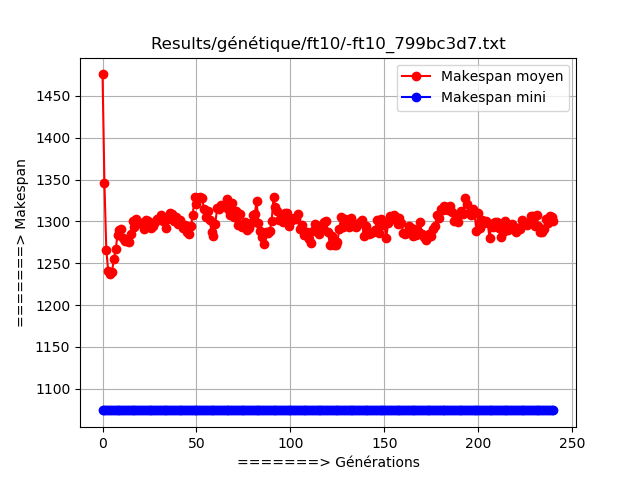 Results/génétique/ft10/-ft10_799bc3d7.txt
Makespan moyen
Makespan mini
=======> Makespan
1450
1400
1350
1300
1250
1200
1150
1100
0 50 100 150 200 250
=======> Générations